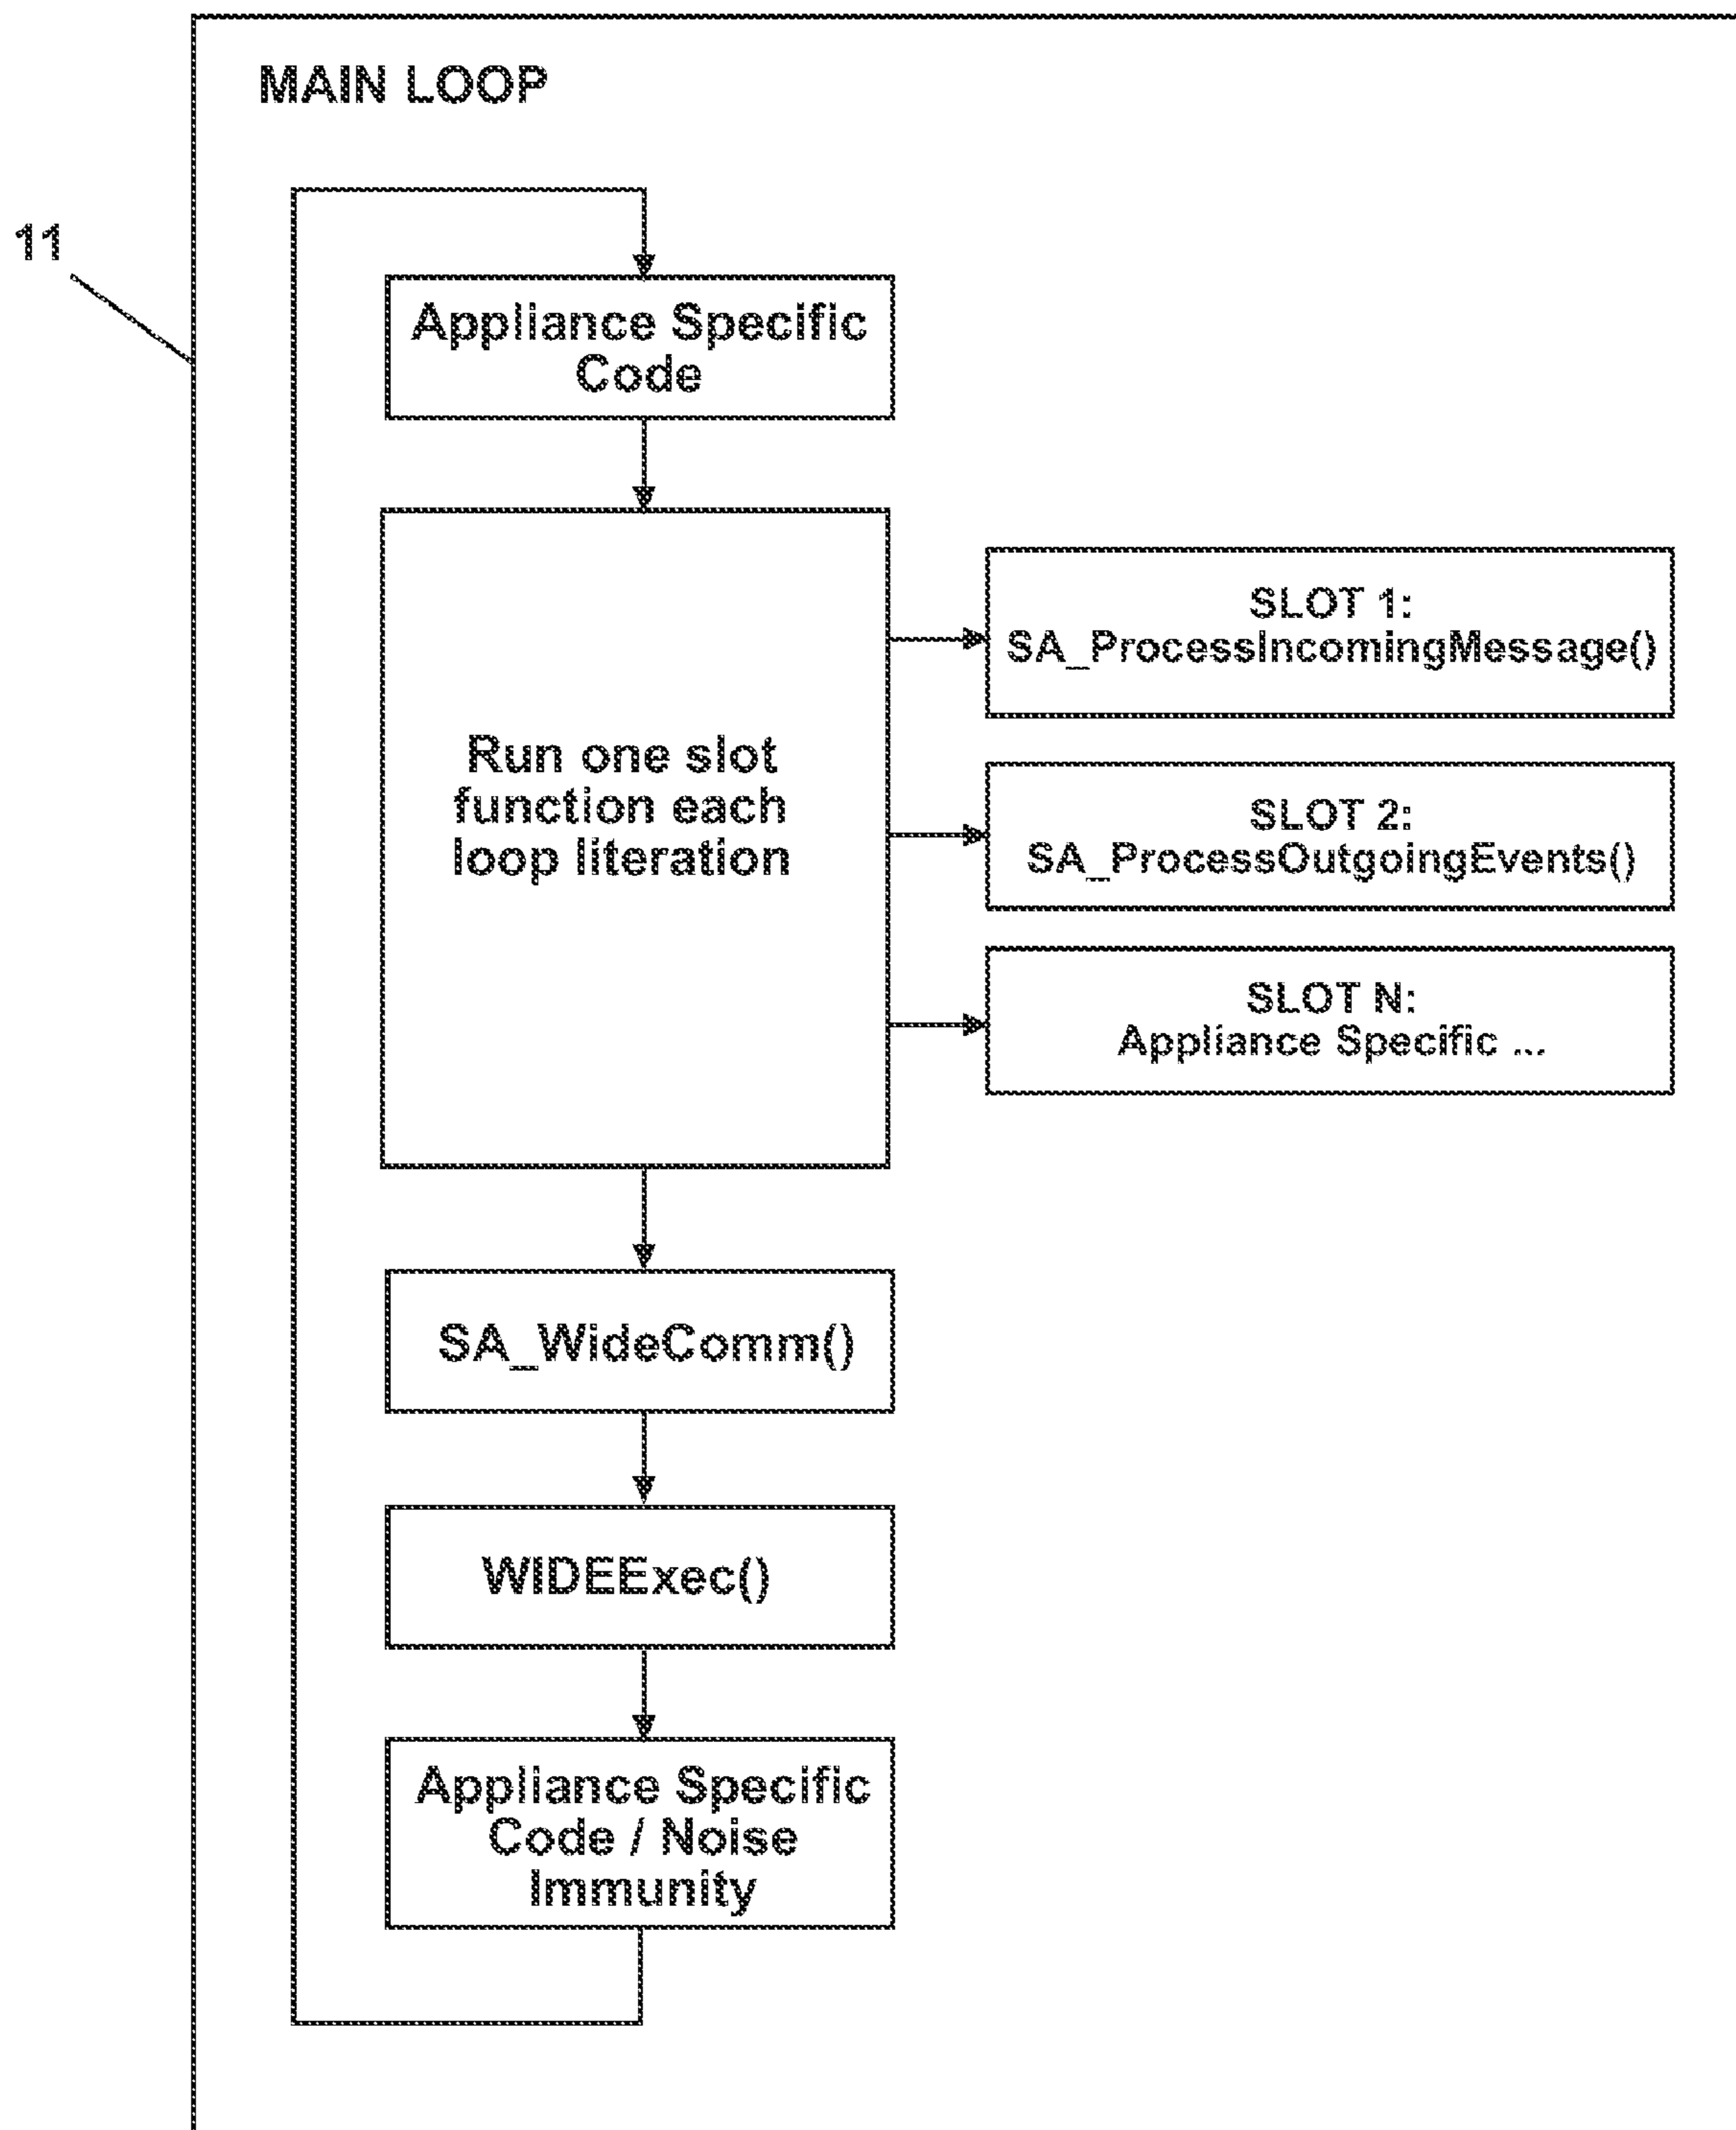 MAIN LOOP
11
Appliance Specific
Code
Run one slot
function each
loop literation
SLOT 1:
SA_ProcessIncomingMessage()
SLOT 2:
SA_ProcessOutgoingEvents()
SLOT N:
Appliance Specific ...
SA_WideComm()
WIDEExec()
Appliance Specific
Code / Noise
Immunity